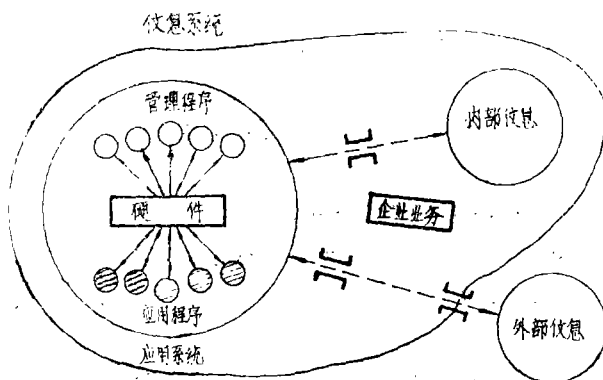 信息系统
管理程序
内部信息
硬 件
企业业务
应用程序
应用系统
外部信息